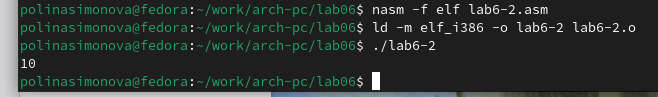 polinasimonova@fedora:~/work/arch-pc/lab06$ nasm -f elf lab6-2.asm
polinasimonova@fedora:~/work/arch-pc/lab06$ ld -m elf_i386 -o lab6-2 lab6-2.o
polinasimonova@fedora:~/work/arch-pc/lab06$ ./lab6-2
10
polinasimonova@fedora:~/work/arch-pc/lab06$